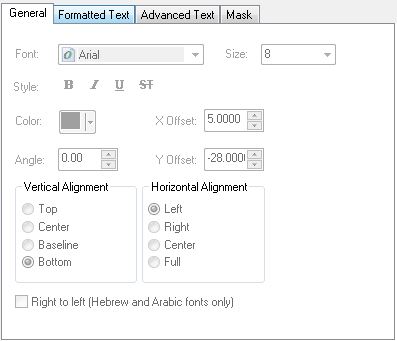 General Formatted Text Advanced Text Mask
Font: Arial Size: 8
Style: B I U ST
Color: X Offset: 5.0000
Angle: 0.00 Y Offset: -28.000
Vertical Alignment Horizontal Alignment
Top Left
Center Right
Baseline Center
Bottom Full
Right to left (Hebrew and Arabic fonts only)